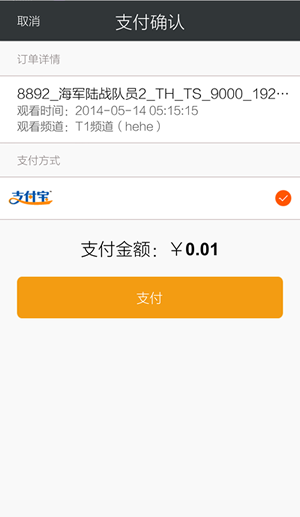 取消
支付确认
订单详情
8892_海军陆战队员2_TH_TS_9000_192...
观看时间：2014-05-14 05:15:15
观看频道：T1频道（hehe）
支付方式
支付宝
支付金额：￥0.01
支付